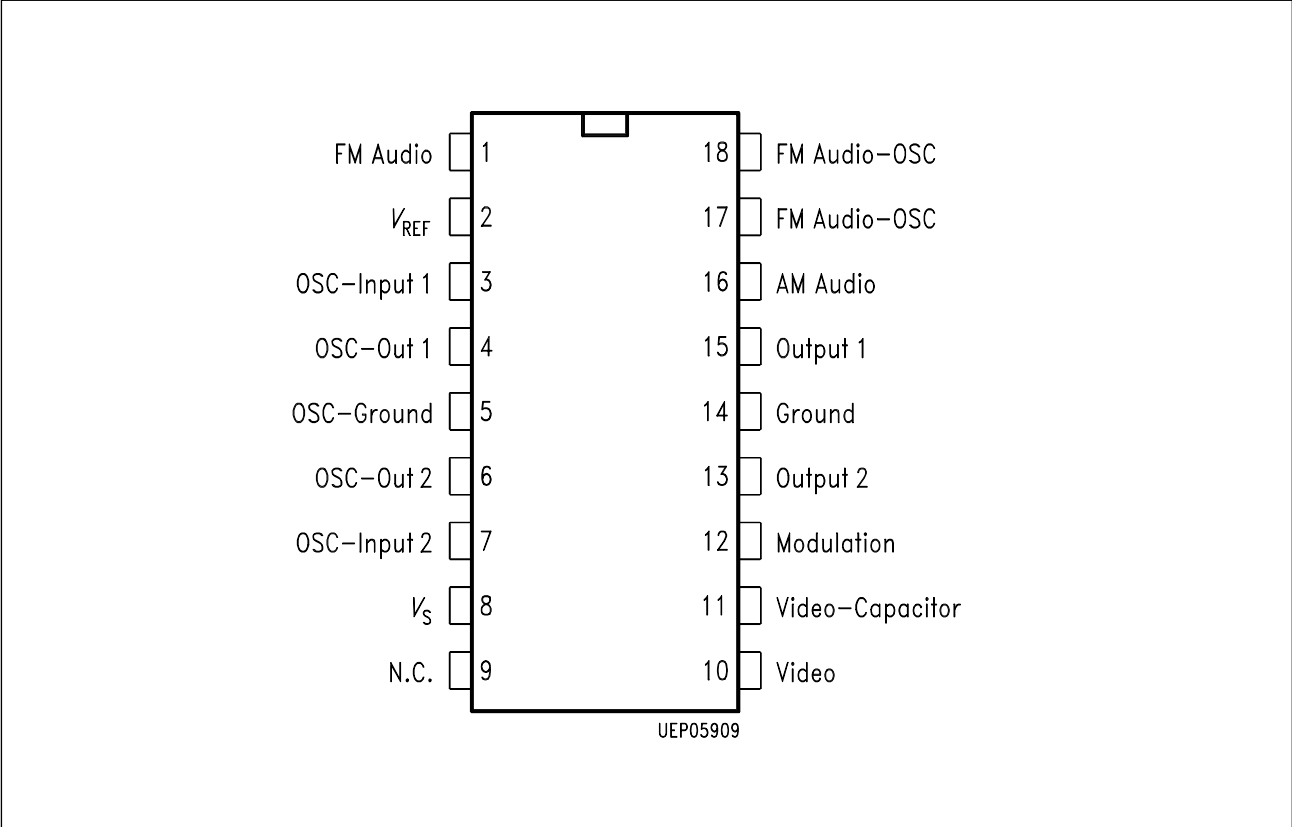 FM Audio 1 18 FM Audio-OSC
VREF 2 17 FM Audio-OSC
OSC-Input 1 3 16 AM Audio
OSC-Out 1 4 15 Output 1
OSC-Ground 5 14 Ground
OSC-Out 2 6 13 Output 2
OSC-Input 2 7 12 Modulation
VS 8 11 Video-Capacitor
N.C. 9 10 Video
UEP05909